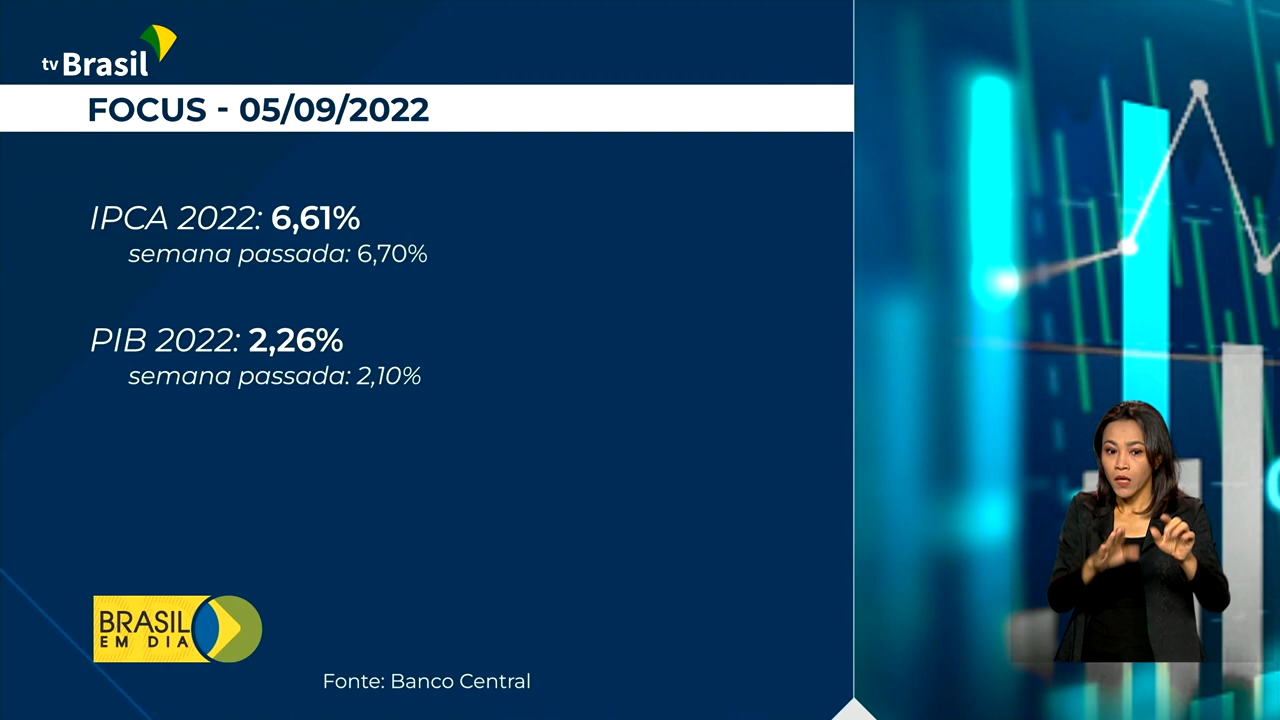 tv Brasil
FOCUS - 05/09/2022
IPCA 2022: 6,61%
semana passada: 6,70%
PIB 2022: 2,26%
semana passada: 2,10%
BRASIL
EM DIA
Fonte: Banco Central